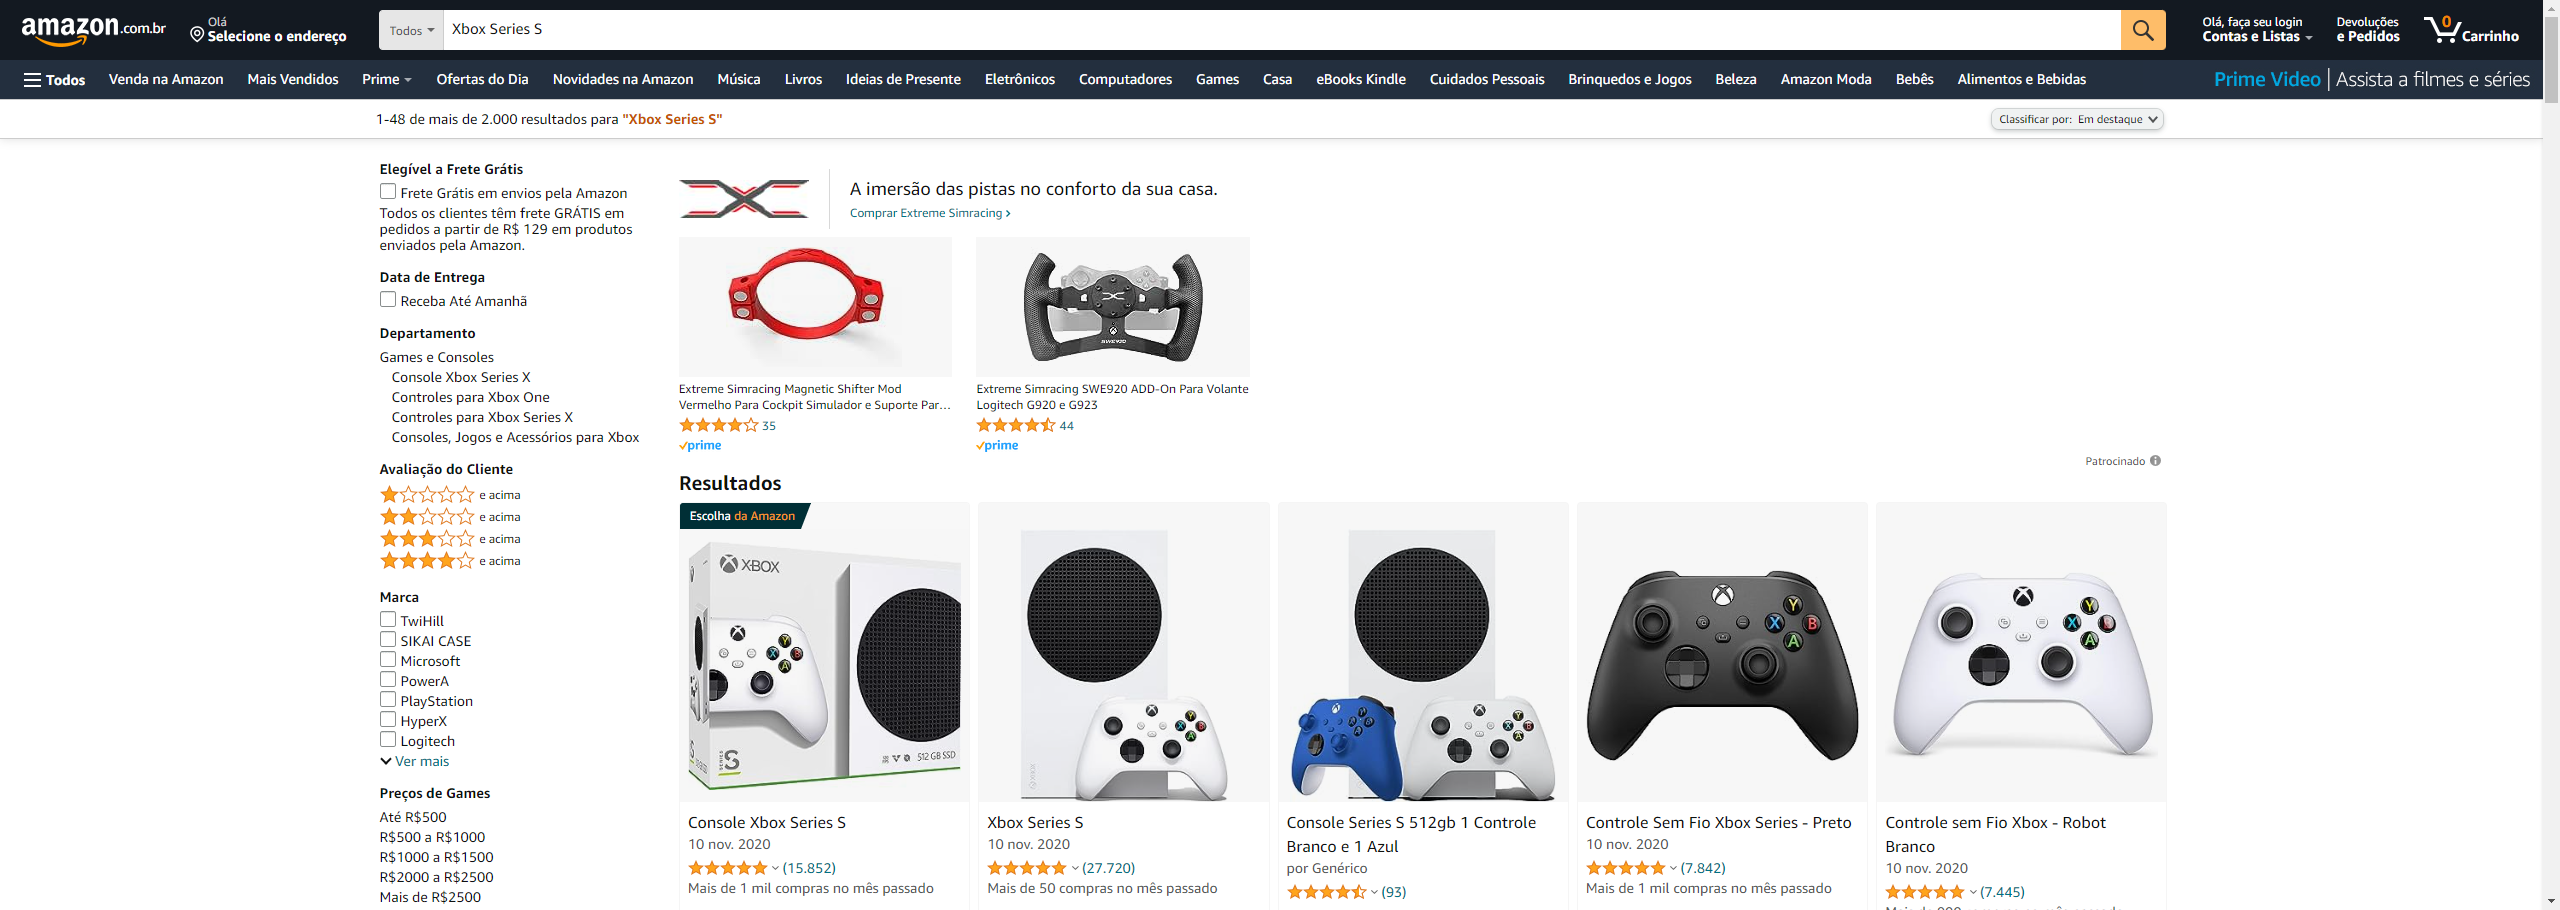 amazon.com.br
Olá
Selecione o endereço
Todos
Xbox Series S
Olá, faça seu login
Contas e Listas
Devoluções
e Pedidos
0
Carrinho
Todos
Venda na Amazon
Mais Vendidos
Prime
Ofertas do Dia
Novidades na Amazon
Música
Livros
Ideias de Presente
Eletrônicos
Computadores
Games
Casa
eBooks Kindle
Cuidados Pessoais
Brinquedos e Jogos
Beleza
Amazon Moda
Bebês
Alimentos e Bebidas
Prime Video | Assista a filmes e séries
1-48 de mais de 2.000 resultados para "Xbox Series S"
Classificar por: Em destaque
Elegível a Frete Grátis
Frete Grátis em envios pela Amazon
Todos os clientes têm frete GRÁTIS em
pedidos a partir de R$ 129 em produtos
enviados pela Amazon.
Data de Entrega
Receba Até Amanhã
Departamento
Games e Consoles
Console Xbox Series X
Controles para Xbox One
Controles para Xbox Series X
Consoles, Jogos e Acessórios para Xbox
Avaliação do Cliente
e acima
e acima
e acima
e acima
Marca
TwiHill
SIKAI CASE
Microsoft
PowerA
PlayStation
HyperX
Logitech
Ver mais
Preços de Games
Até R$500
R$500 a R$1000
R$1000 a R$1500
R$2000 a R$2500
Mais de R$2500
A imersão das pistas no conforto da sua casa.
Comprar Extreme Simracing
SWE920
Extreme Simracing Magnetic Shifter Mod
Vermelho Para Cockpit Simulador e Suporte Par...
35
prime
Extreme Simracing SWE920 ADD-On Para Volante
Logitech G920 e G923
44
prime
Patrocinado
Resultados
Escolha da Amazon
XBOX
Y
X
B
A
SERIES
S
512 GB SSD
Console Xbox Series S
10 nov. 2020
(15.852)
Mais de 1 mil compras no mês passado
Y
X
B
A
Xbox Series S
10 nov. 2020
(27.720)
Mais de 50 compras no mês passado
Y
X
B
A
Console Series S 512gb 1 Controle
Branco e 1 Azul
por Genérico
(93)
Y
X
B
A
Controle Sem Fio Xbox Series - Preto
10 nov. 2020
(7.842)
Mais de 1 mil compras no mês passado
Y
X
B
A
Controle sem Fio Xbox - Robot
Branco
10 nov. 2020
(7.445)